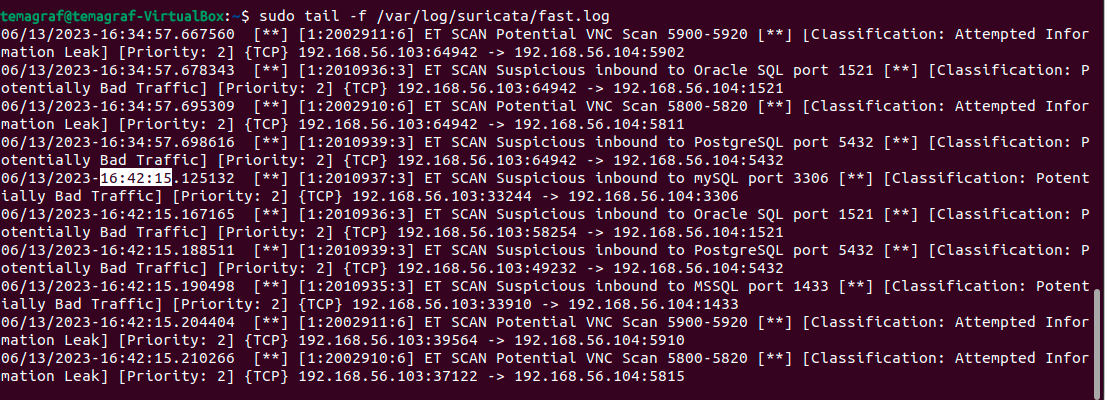 temagraf@temagraf-VirtualBox:~$ sudo tail -f /var/log/suricata/fast.log
06/13/2023-16:34:57.667560  [**] [1:2002911:6] ET SCAN Potential VNC Scan 5900-5920 [**] [Classification: Attempted Infor
mation Leak] [Priority: 2] {TCP} 192.168.56.103:64942 -> 192.168.56.104:5902
06/13/2023-16:34:57.678343  [**] [1:2010936:3] ET SCAN Suspicious inbound to Oracle SQL port 1521 [**] [Classification: P
otentially Bad Traffic] [Priority: 2] {TCP} 192.168.56.103:64942 -> 192.168.56.104:1521
06/13/2023-16:34:57.695309  [**] [1:2002910:6] ET SCAN Potential VNC Scan 5800-5820 [**] [Classification: Attempted Infor
mation Leak] [Priority: 2] {TCP} 192.168.56.103:64942 -> 192.168.56.104:5811
06/13/2023-16:34:57.698616  [**] [1:2010939:3] ET SCAN Suspicious inbound to PostgreSQL port 5432 [**] [Classification: P
otentially Bad Traffic] [Priority: 2] {TCP} 192.168.56.103:64942 -> 192.168.56.104:5432
06/13/2023-16:42:15.125132  [**] [1:2010937:3] ET SCAN Suspicious inbound to mySQL port 3306 [**] [Classification: Potent
ially Bad Traffic] [Priority: 2] {TCP} 192.168.56.103:33244 -> 192.168.56.104:3306
06/13/2023-16:42:15.167165  [**] [1:2010936:3] ET SCAN Suspicious inbound to Oracle SQL port 1521 [**] [Classification: P
otentially Bad Traffic] [Priority: 2] {TCP} 192.168.56.103:58254 -> 192.168.56.104:1521
06/13/2023-16:42:15.188511  [**] [1:2010939:3] ET SCAN Suspicious inbound to PostgreSQL port 5432 [**] [Classification: P
otentially Bad Traffic] [Priority: 2] {TCP} 192.168.56.103:49232 -> 192.168.56.104:5432
06/13/2023-16:42:15.190498  [**] [1:2010935:3] ET SCAN Suspicious inbound to MSSQL port 1433 [**] [Classification: Potent
ially Bad Traffic] [Priority: 2] {TCP} 192.168.56.103:33910 -> 192.168.56.104:1433
06/13/2023-16:42:15.204404  [**] [1:2002911:6] ET SCAN Potential VNC Scan 5900-5920 [**] [Classification: Attempted Infor
mation Leak] [Priority: 2] {TCP} 192.168.56.103:39564 -> 192.168.56.104:5910
06/13/2023-16:42:15.210266  [**] [1:2002910:6] ET SCAN Potential VNC Scan 5800-5820 [**] [Classification: Attempted Infor
mation Leak] [Priority: 2] {TCP} 192.168.56.103:37122 -> 192.168.56.104:5815